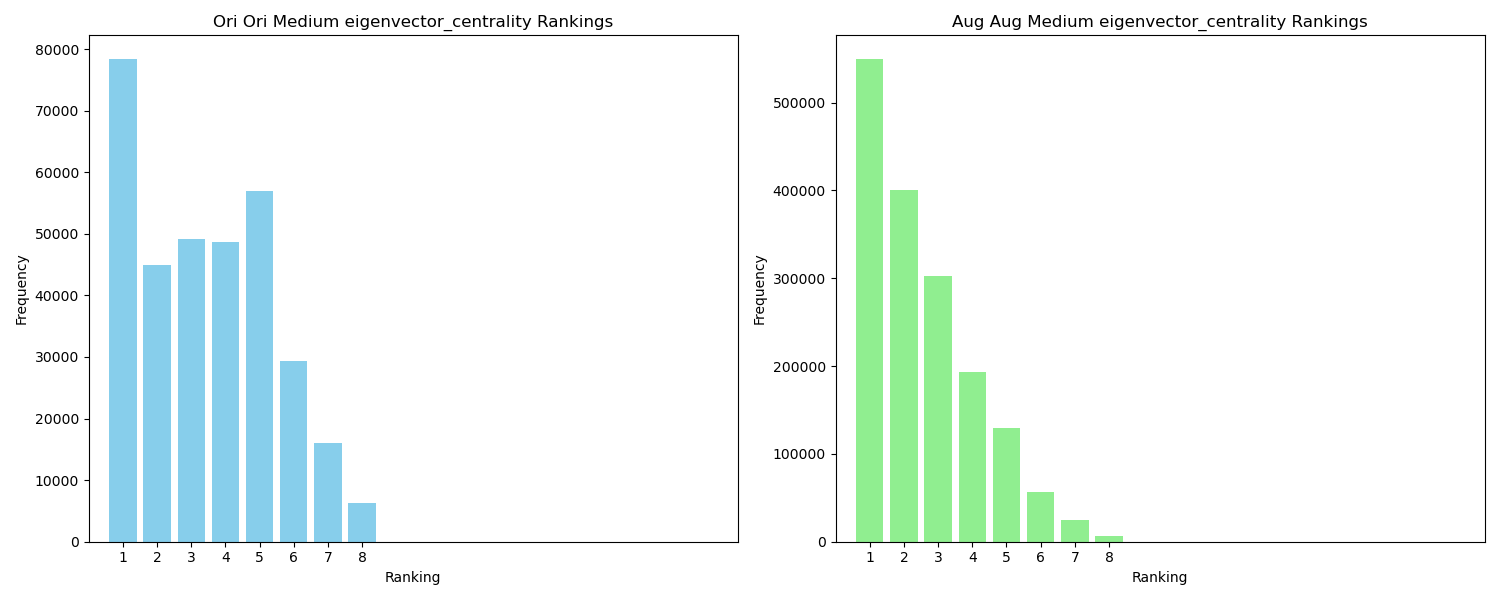 Ori Ori Medium eigenvector_centrality Rankings
80000
70000
60000
50000
40000
30000
20000
10000
0
Frequency
1 2 3 4 5 6 7 8
Ranking
Aug Aug Medium eigenvector_centrality Rankings
500000
400000
300000
200000
100000
0
Frequency
1 2 3 4 5 6 7 8
Ranking